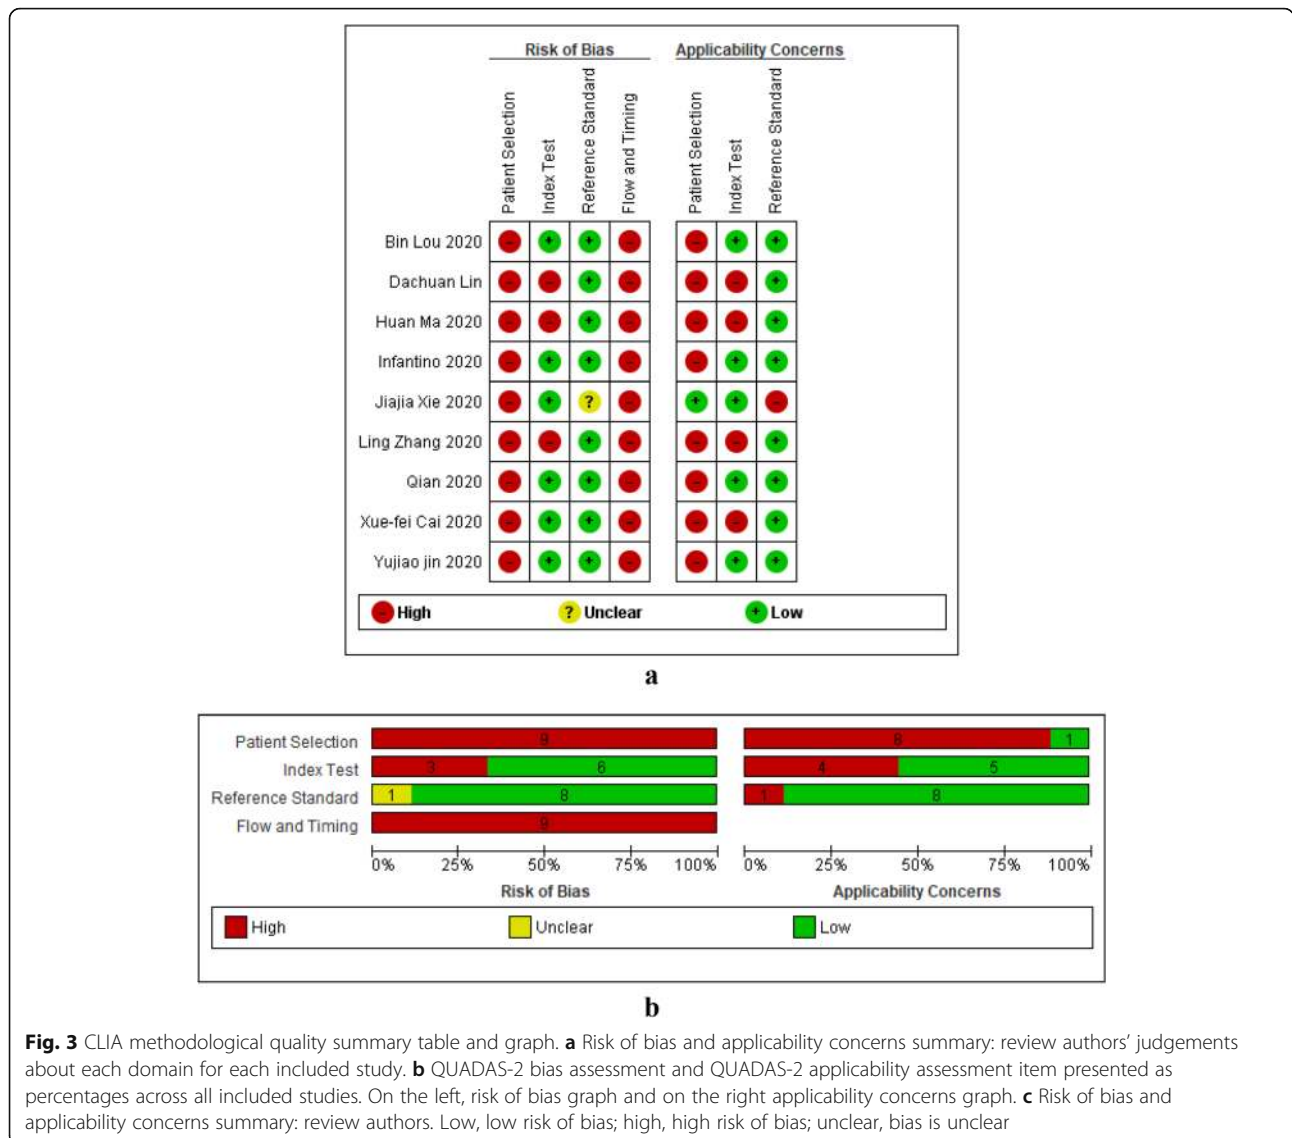 Risk of Bias Applicability Concerns
Patient Selection Index Test Reference Standard Flow and Timing Patient Selection Index Test Reference Standard
Bin Lou 2020 - + + - - + +
Dachuan Lin - - + - - - +
Huan Ma 2020 - - + - - - +
Infantino 2020 - + + - - + +
Jiajia Xie 2020 - + ? - + + -
Ling Zhang 2020 - - + - - - +
Qian 2020 - + + - - + +
Xue-fei Cai 2020 - + + - - - +
Yujiao jin 2020 - + + - - + +
- High ? Unclear + Low
a
Patient Selection 9 8 1
Index Test 3 6 4 5
Reference Standard 1 8 1 8
Flow and Timing 9
0% 25% 50% 75% 100% 0% 25% 50% 75% 100%
Risk of Bias Applicability Concerns
High Unclear Low
b
Fig. 3 CLIA methodological quality summary table and graph. a Risk of bias and applicability concerns summary: review authors’ judgements
about each domain for each included study. b QUADAS-2 bias assessment and QUADAS-2 applicability assessment item presented as
percentages across all included studies. On the left, risk of bias graph and on the right applicability concerns graph. c Risk of bias and
applicability concerns summary: review authors. Low, low risk of bias; high, high risk of bias; unclear, bias is unclear